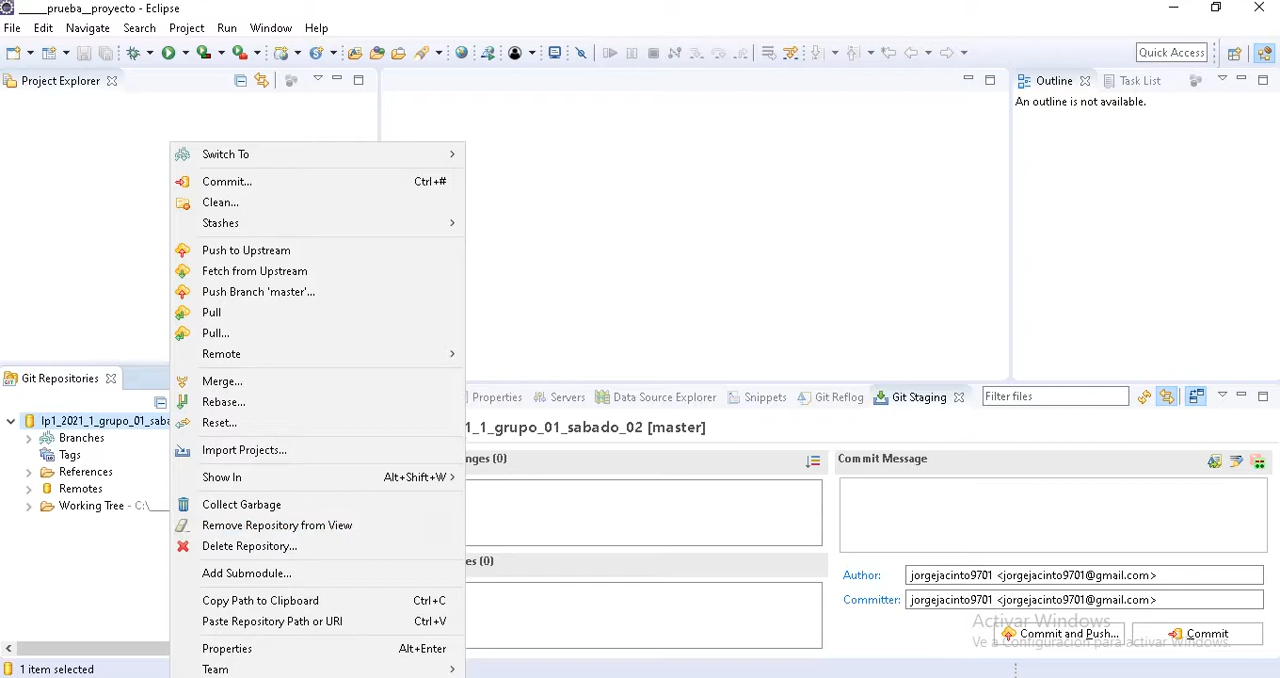 _____prueba__proyecto - Eclipse
File Edit Navigate Search Project Run Window Help
Quick Access
Project Explorer
Outline Task List
An outline is not available.
Switch To
Commit... Ctrl+#
Clean...
Stashes
Push to Upstream
Fetch from Upstream
Push Branch 'master'...
Pull
Pull...
Remote
Merge...
Rebase...
Reset...
Import Projects...
Show In Alt+Shift+W
Collect Garbage
Remove Repository from View
Delete Repository...
Add Submodule...
Copy Path to Clipboard Ctrl+C
Paste Repository Path or URI Ctrl+V
Properties Alt+Enter
Team
Git Repositories
lp1_2021_1_grupo_01_saba
Branches
Tags
References
Remotes
Working Tree - C:\___
Properties Servers Data Source Explorer Snippets Git Reflog Git Staging Filter files
1_1_grupo_01_sabado_02 [master]
nges (0)
es (0)
Commit Message
Author: jorgejacinto9701 <jorgejacinto9701@gmail.com>
Committer: jorgejacinto9701 <jorgejacinto9701@gmail.com>
Activar Windows
Ve a Configuración para activar Windows.
Commit and Push... Commit
1 item selected